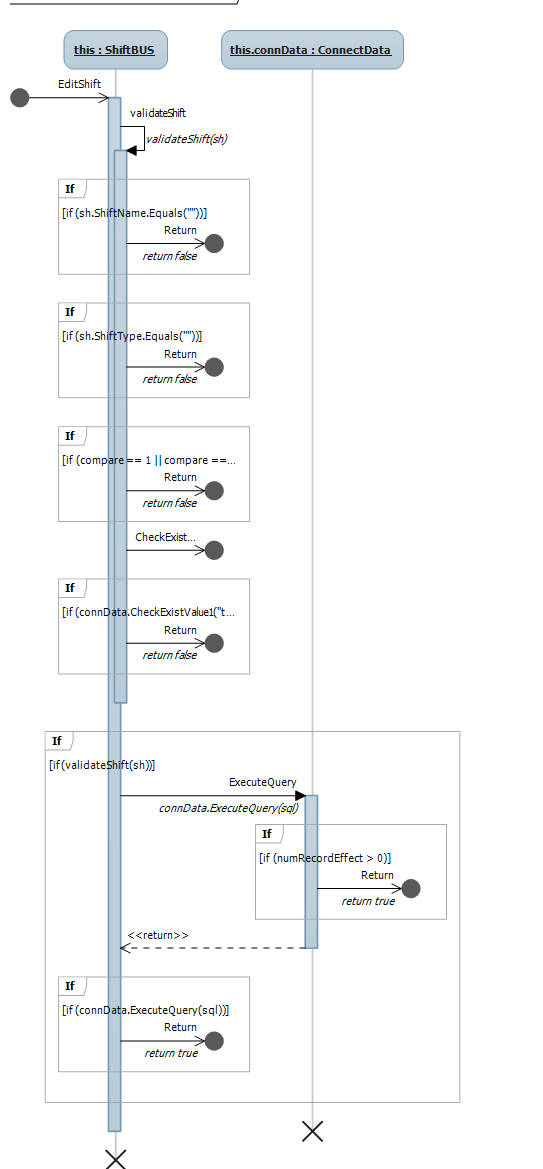 this : ShiftBUS
this.connData : ConnectData
EditShift
validateShift
validateShift(sh)
If
[if (sh.ShiftName.Equals(""))]
Return
return false
If
[if (sh.ShiftType.Equals(""))]
Return
return false
If
[if (compare == 1 || compare ==...
Return
return false
CheckExist...
If
[if (connData.CheckExistValue1("t...
Return
return false
If
[if(validateShift(sh))]
ExecuteQuery
connData.ExecuteQuery(sql)
If
[if (numRecordEffect > 0)]
Return
return true
<<return>>
If
[if (connData.ExecuteQuery(sql))]
Return
return true